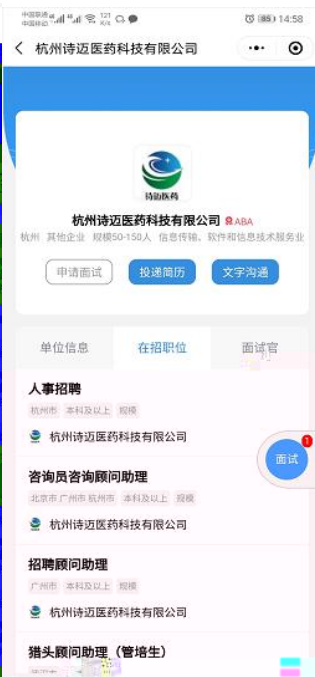 中国联通 中国移动 4G 4G 121 K/s 85 14:58
杭州诗迈医药科技有限公司
诗迈医药
杭州诗迈医药科技有限公司 ABA
杭州 其他企业 规模50-150人 信息传输、软件和信息技术服务业
申请面试 投递简历 文字沟通
单位信息 在招职位 面试官
人事招聘
杭州市 本科及以上 规模
杭州诗迈医药科技有限公司
面试 1
咨询员咨询顾问助理
北京市 广州市 杭州市 本科及以上 规模
杭州诗迈医药科技有限公司
招聘顾问助理
广州市 本科及以上 规模
杭州诗迈医药科技有限公司
猎头顾问助理（管培生）